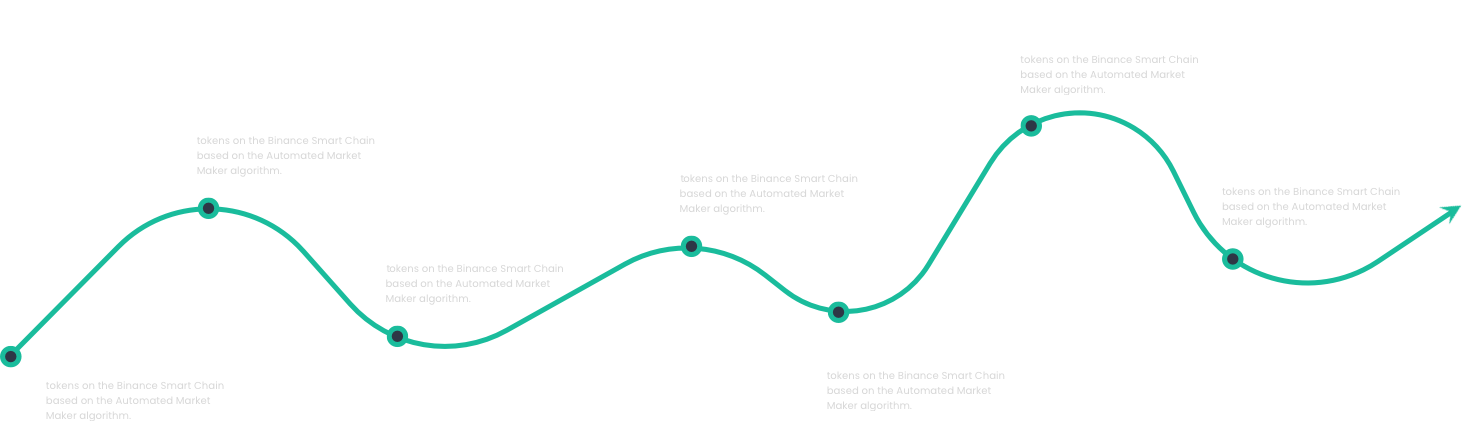 tokens on the Binance Smart Chain
based on the Automated Market
Maker algorithm.
tokens on the Binance Smart Chain
based on the Automated Market
Maker algorithm.
tokens on the Binance Smart Chain
based on the Automated Market
Maker algorithm.
tokens on the Binance Smart Chain
based on the Automated Market
Maker algorithm.
tokens on the Binance Smart Chain
based on the Automated Market
Maker algorithm.
tokens on the Binance Smart Chain
based on the Automated Market
Maker algorithm.
tokens on the Binance Smart Chain
based on the Automated Market
Maker algorithm.